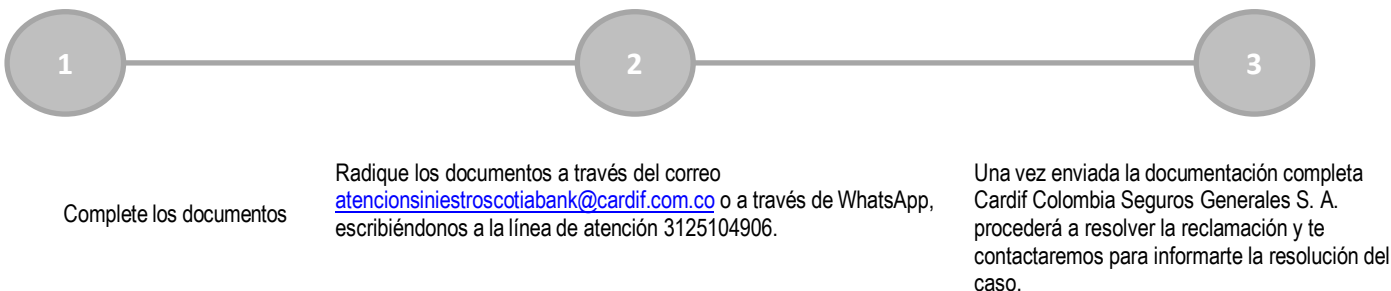 1
2
3
Complete los documentos
Radique los documentos a través del correo
atencionsiniestroscotiabank@cardif.com.co o a través de WhatsApp,
escribiéndonos a la línea de atención 3125104906.
Una vez enviada la documentación completa
Cardif Colombia Seguros Generales S. A.
procederá a resolver la reclamación y te
contactaremos para informarte la resolución del
caso.